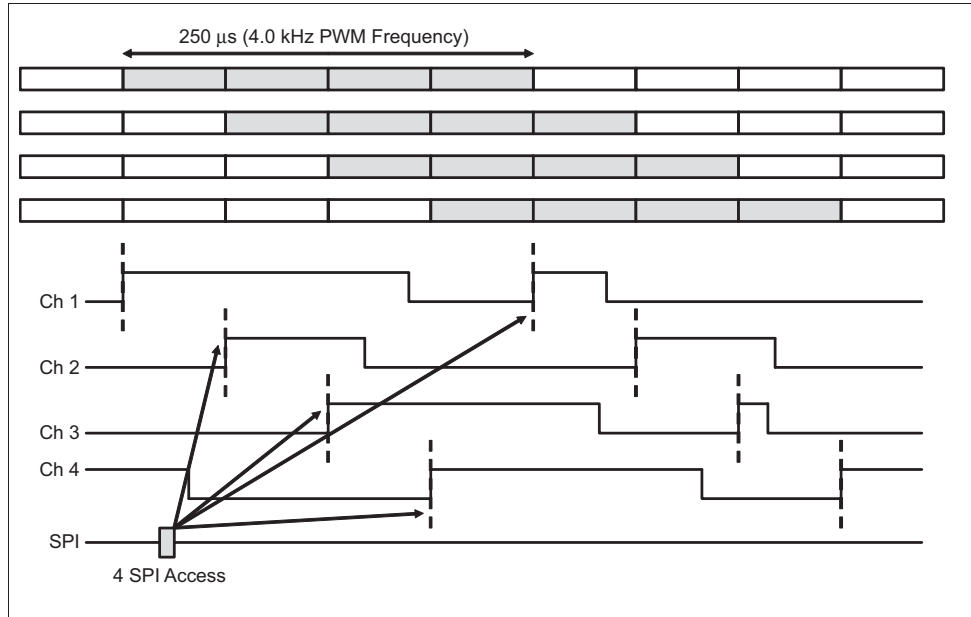 250 μs (4.0 kHz PWM Frequency)
Ch 1
Ch 2
Ch 3
Ch 4
SPI
4 SPI Access